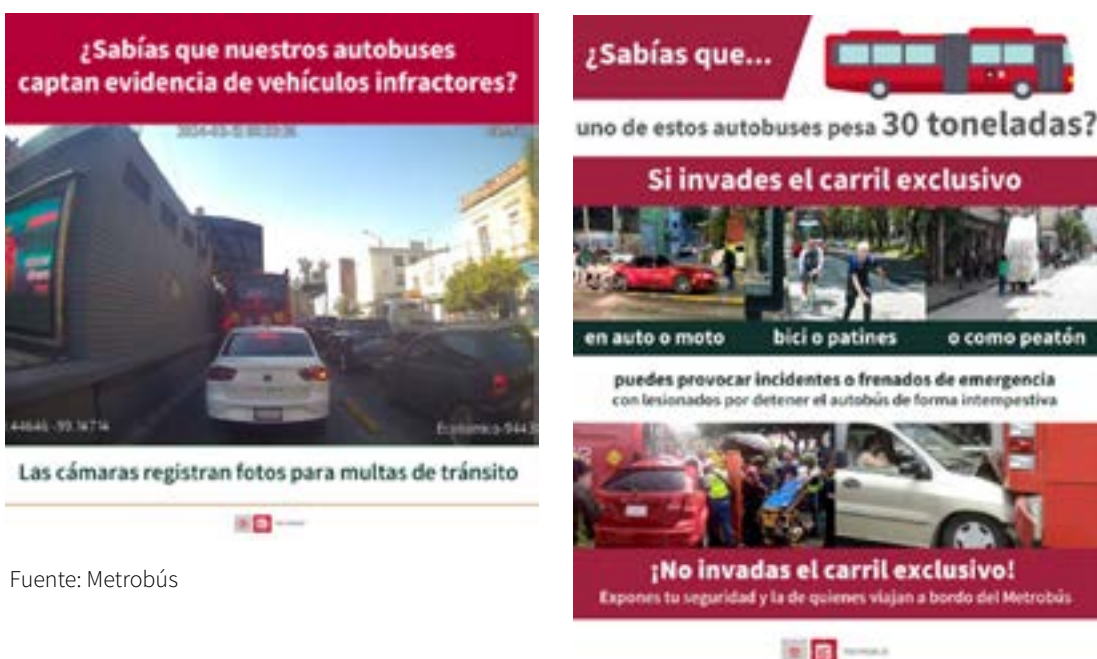 ¿Sabías que nuestros autobuses
captan evidencia de vehículos infractores?
Las cámaras registran fotos para multas de tránsito
Fuente: Metrobús
¿Sabías que...
uno de estos autobuses pesa 30 toneladas?
Si invades el carril exclusivo
en auto o moto
bici o patines
o como peatón
puedes provocar incidentes o frenados de emergencia
con lesionados por detener el autobús de forma intempestiva
¡No invadas el carril exclusivo!
Expones tu seguridad y la de quienes viajan a bordo del Metrobús